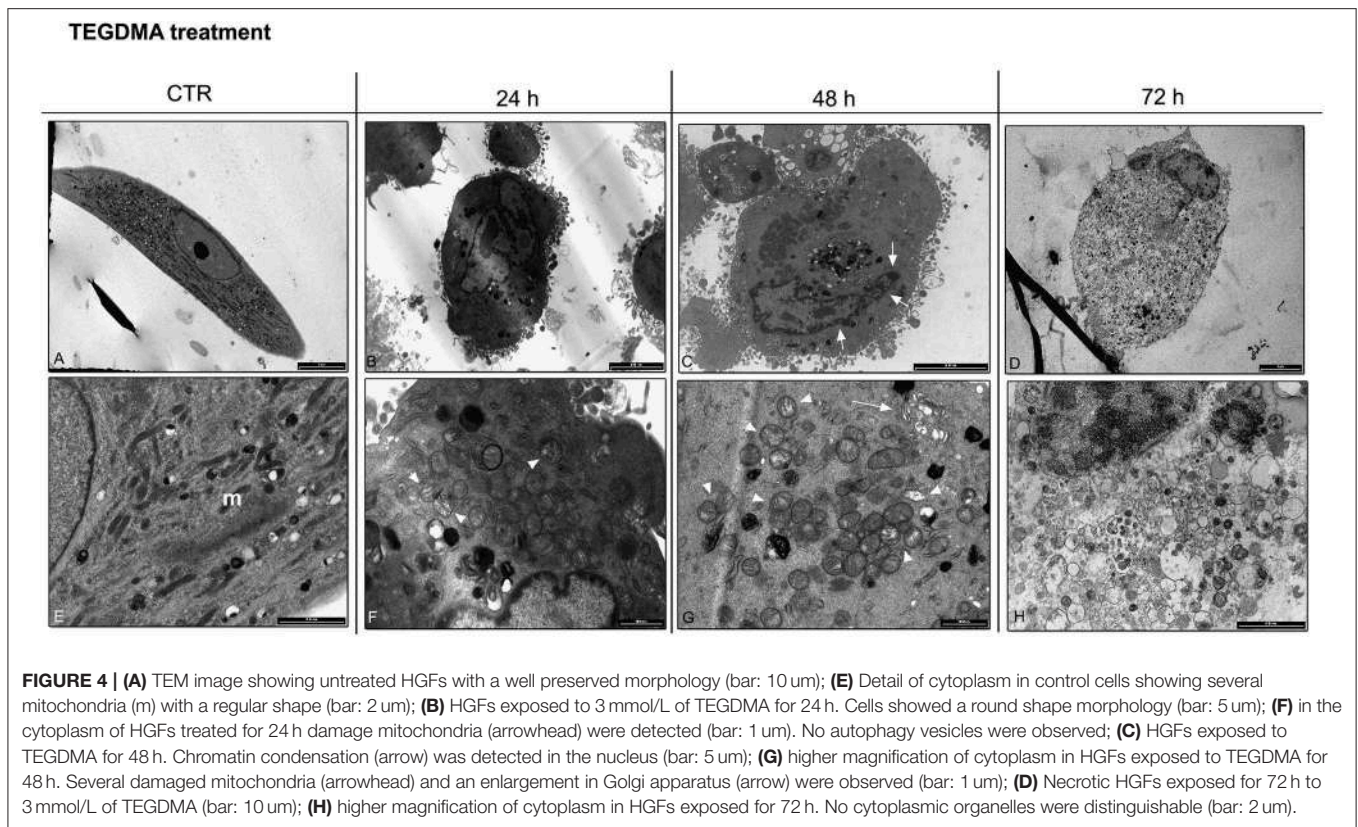 TEGDMA treatment
CTR 24 h 48 h 72 h
A B C D
m
E F G H
FIGURE 4 | (A) TEM image showing untreated HGFs with a well preserved morphology (bar: 10 um); (E) Detail of cytoplasm in control cells showing several
mitochondria (m) with a regular shape (bar: 2 um); (B) HGFs exposed to 3 mmol/L of TEGDMA for 24 h. Cells showed a round shape morphology (bar: 5 um); (F) in the
cytoplasm of HGFs treated for 24 h damage mitochondria (arrowhead) were detected (bar: 1 um). No autophagy vesicles were observed; (C) HGFs exposed to
TEGDMA for 48 h. Chromatin condensation (arrow) was detected in the nucleus (bar: 5 um); (G) higher magnification of cytoplasm in HGFs exposed to TEGDMA for
48 h. Several damaged mitochondria (arrowhead) and an enlargement in Golgi apparatus (arrow) were observed (bar: 1 um); (D) Necrotic HGFs exposed for 72 h to
3 mmol/L of TEGDMA (bar: 10 um); (H) higher magnification of cytoplasm in HGFs exposed for 72 h. No cytoplasmic organelles were distinguishable (bar: 2 um).